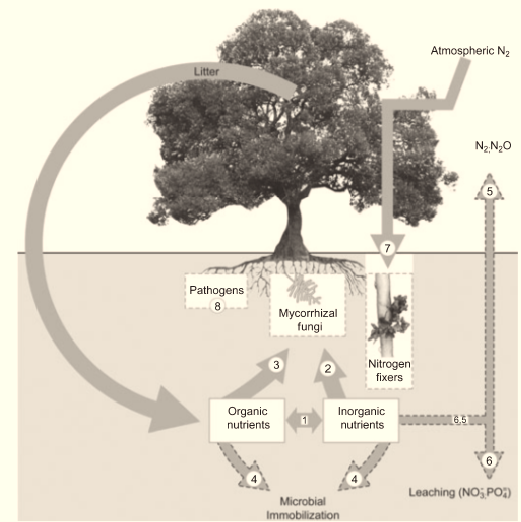 Litter
Atmospheric N₂
N₂,N₂O
5
7
Pathogens
8
Mycorrhizal
fungi
Nitrogen
fixers
3
2
Organic
nutrients
1
Inorganic
nutrients
6,5
6
4
4
Leaching (NO₃⁻,PO₄⁻)
Microbial
Immobilization